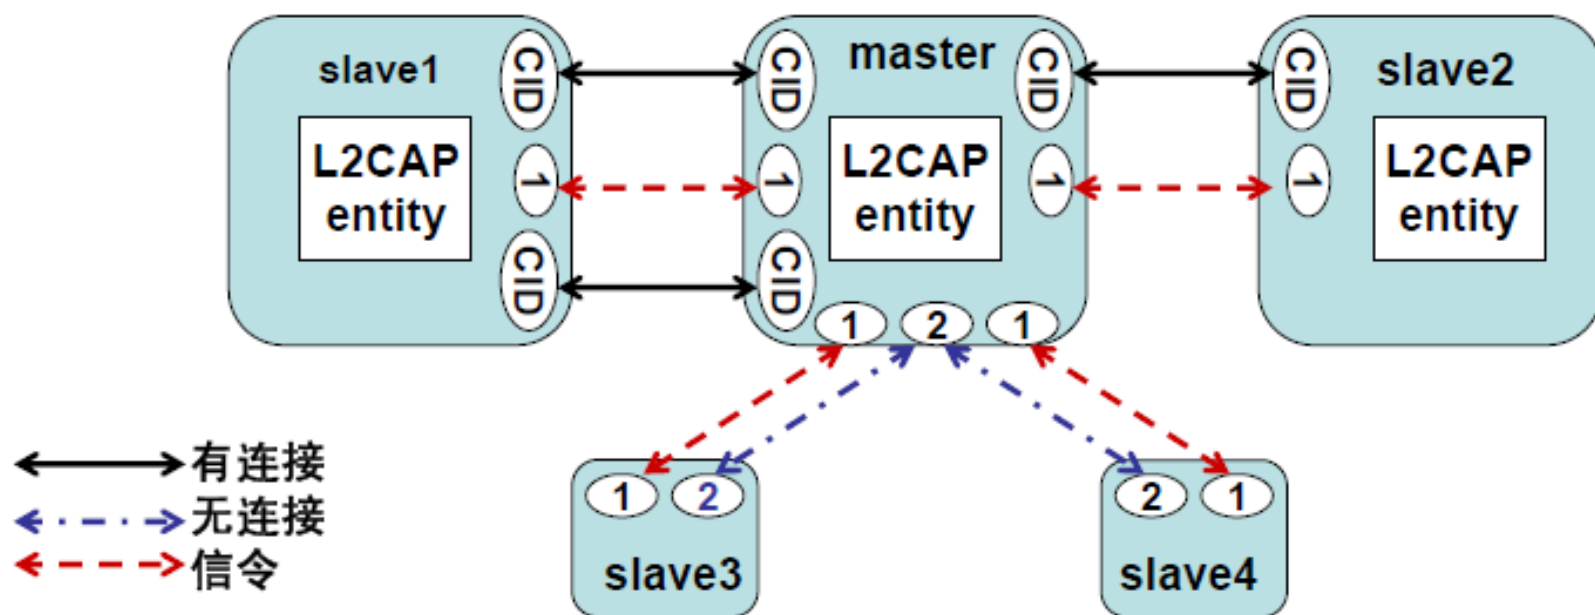 slave1
CID
1
CID
L2CAP
entity
master
CID
1
CID
CID
1
L2CAP
entity
1
2
1
slave2
CID
1
L2CAP
entity
有连接
无连接
信令
1
2
slave3
2
1
slave4